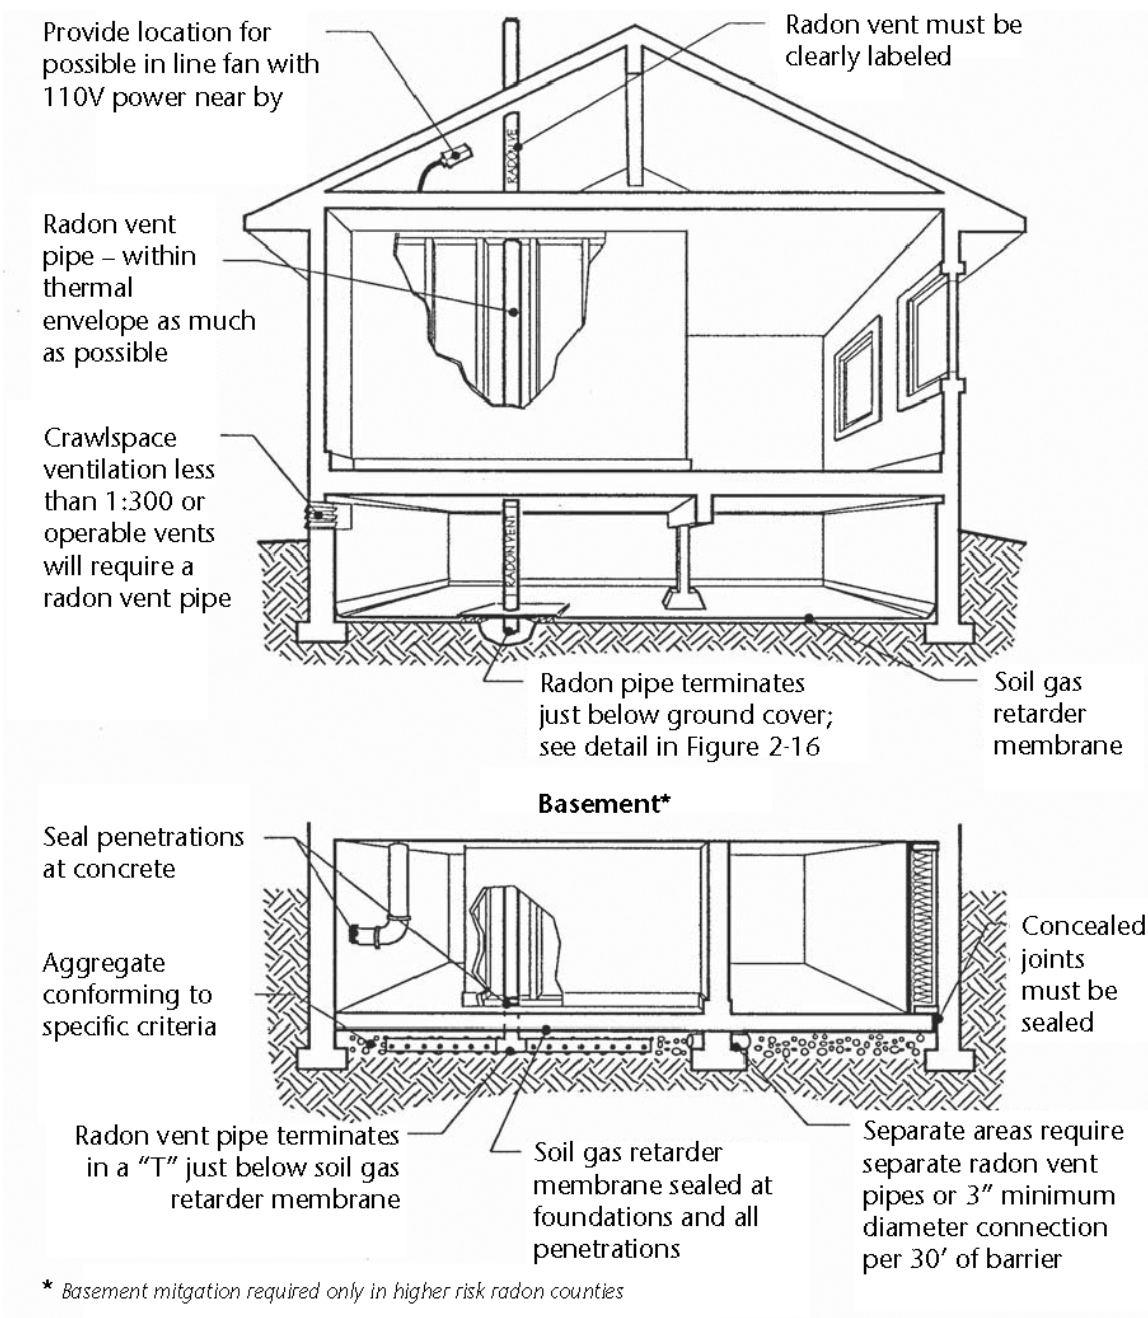 Provide location for
possible in line fan with
110V power near by
Radon vent must be
clearly labeled
RADON VE
Radon vent
pipe – within
thermal
envelope as much
as possible
Crawlspace
ventilation less
than 1:300 or
operable vents
will require a
radon vent pipe
RADON VENT
Radon pipe terminates
just below ground cover;
see detail in Figure 2-16
Soil gas
retarder
membrane
Basement*
Seal penetrations
at concrete
Aggregate
conforming to
specific criteria
Concealed
joints
must be
sealed
Radon vent pipe terminates
in a "T" just below soil gas
retarder membrane
Soil gas retarder
membrane sealed at
foundations and all
penetrations
Separate areas require
separate radon vent
pipes or 3" minimum
diameter connection
per 30' of barrier
* Basement mitgation required only in higher risk radon counties